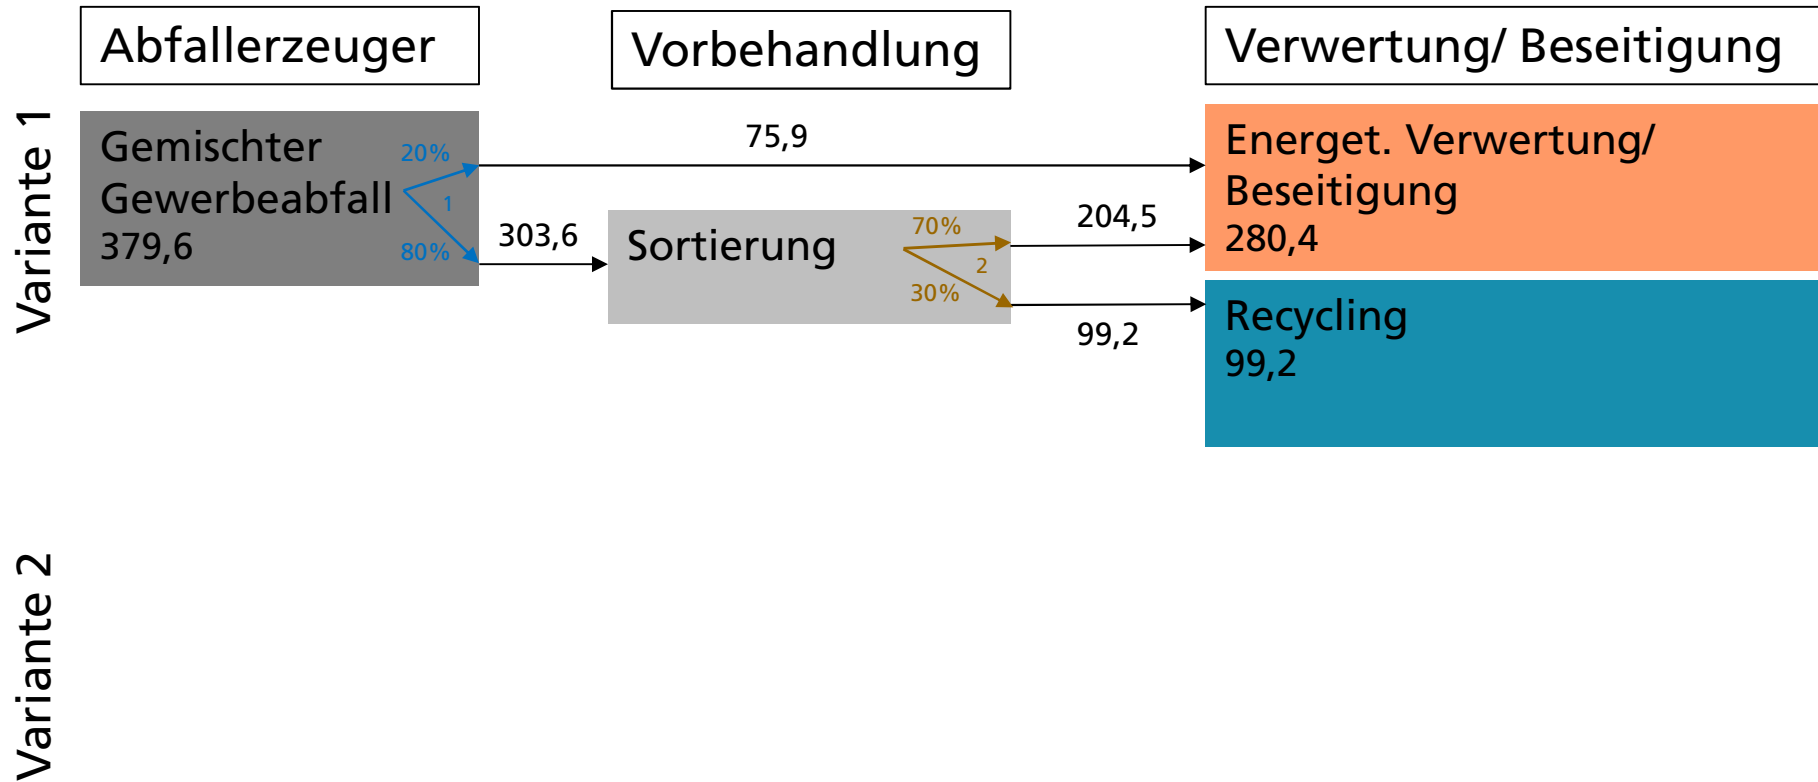 Abfallerzeuger
Vorbehandlung
Verwertung/ Beseitigung
Variante 1
Gemischter
Gewerbeabfall
379,6
20%
1
80%
75,9
303,6
Sortierung
70%
2
30%
204,5
99,2
Energet. Verwertung/
Beseitigung
280,4
Recycling
99,2
Variante 2